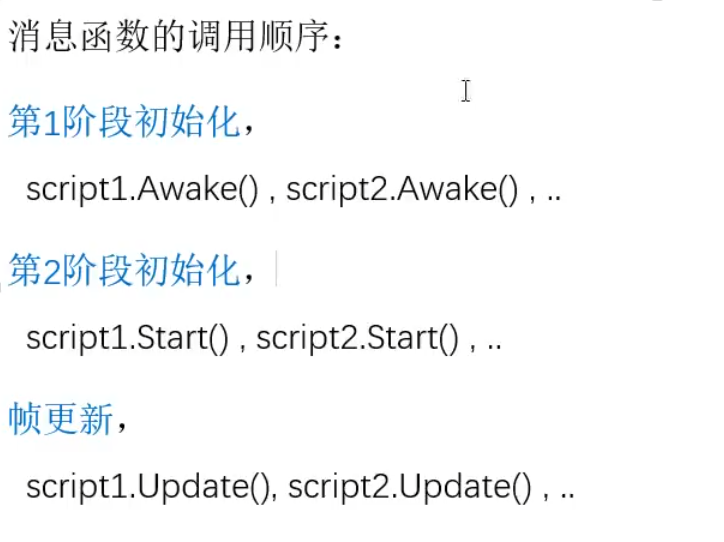 消息函数的调用顺序：
第1阶段初始化，
script1.Awake() , script2.Awake() , ..
第2阶段初始化，
script1.Start() , script2.Start() , ..
帧更新，
script1.Update(), script2.Update() , ..